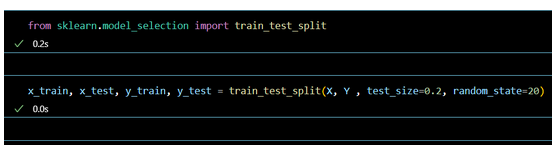 from sklearn.model_selection import train_test_split
✓ 0.2s
x_train, x_test, y_train, y_test = train_test_split(X, Y , test_size=0.2, random_state=20)
✓ 0.0s